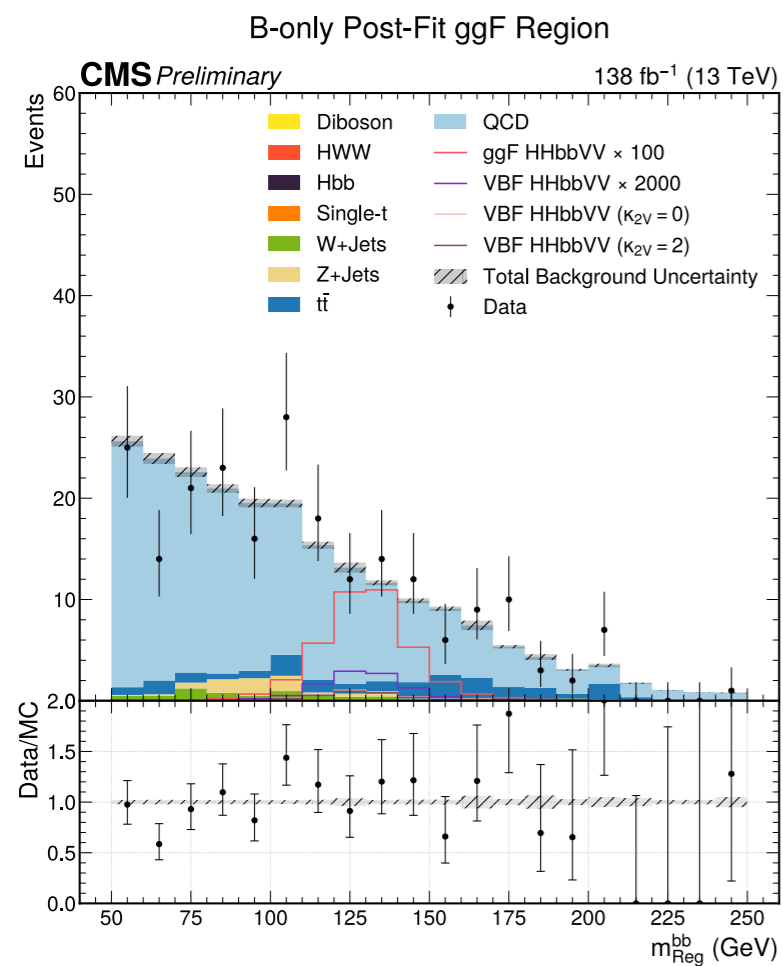 B-only Post-Fit ggF Region
CMS Preliminary 138 fb⁻¹ (13 TeV)
Events
60
50
40
30
20
10
Diboson
HWW
Hbb
Single-t
W+Jets
Z+Jets
tt̄
QCD
ggF HHbbVV × 100
VBF HHbbVV × 2000
VBF HHbbVV (κ₂V = 0)
VBF HHbbVV (κ₂V = 2)
Total Background Uncertainty
Data
Data/MC
2.0
1.5
1.0
0.5
0.0
50 75 100 125 150 175 200 225 250
m^bb_Reg (GeV)